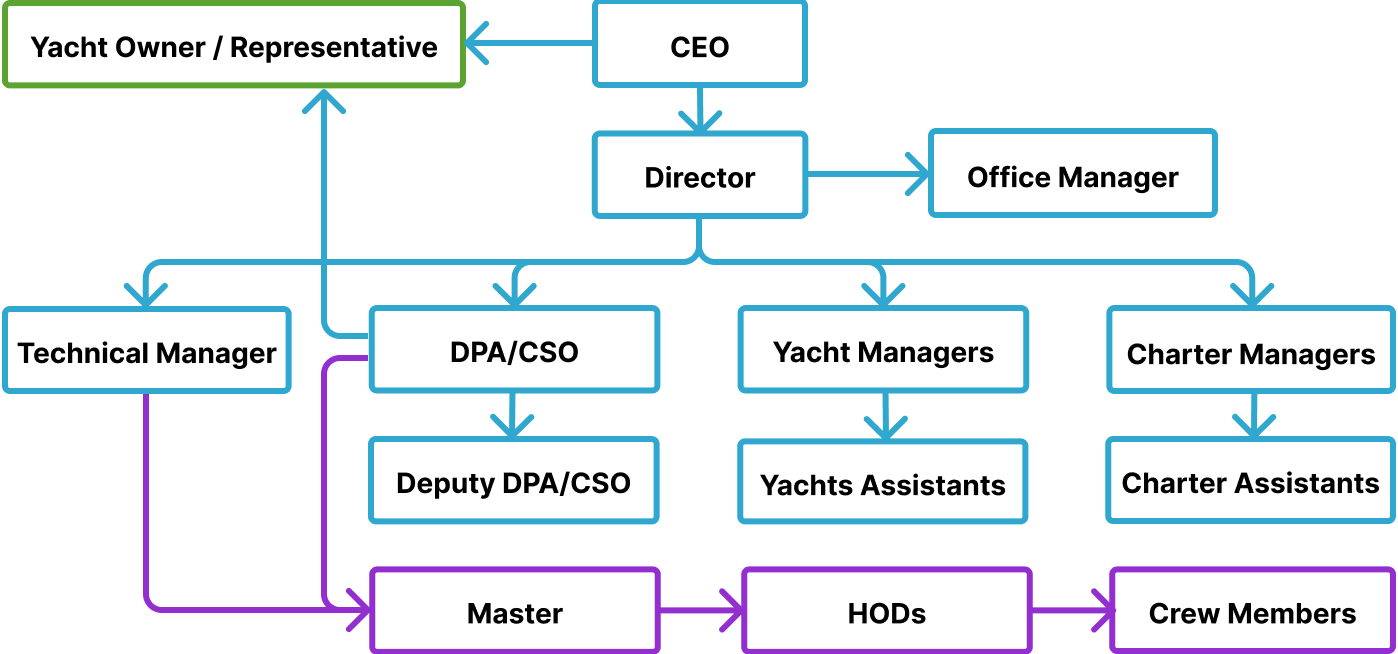 Yacht Owner / Representative
CEO
Director
Office Manager
Technical Manager
DPA/CSO
Yacht Managers
Charter Managers
Deputy DPA/CSO
Yachts Assistants
Charter Assistants
Master
HODs
Crew Members